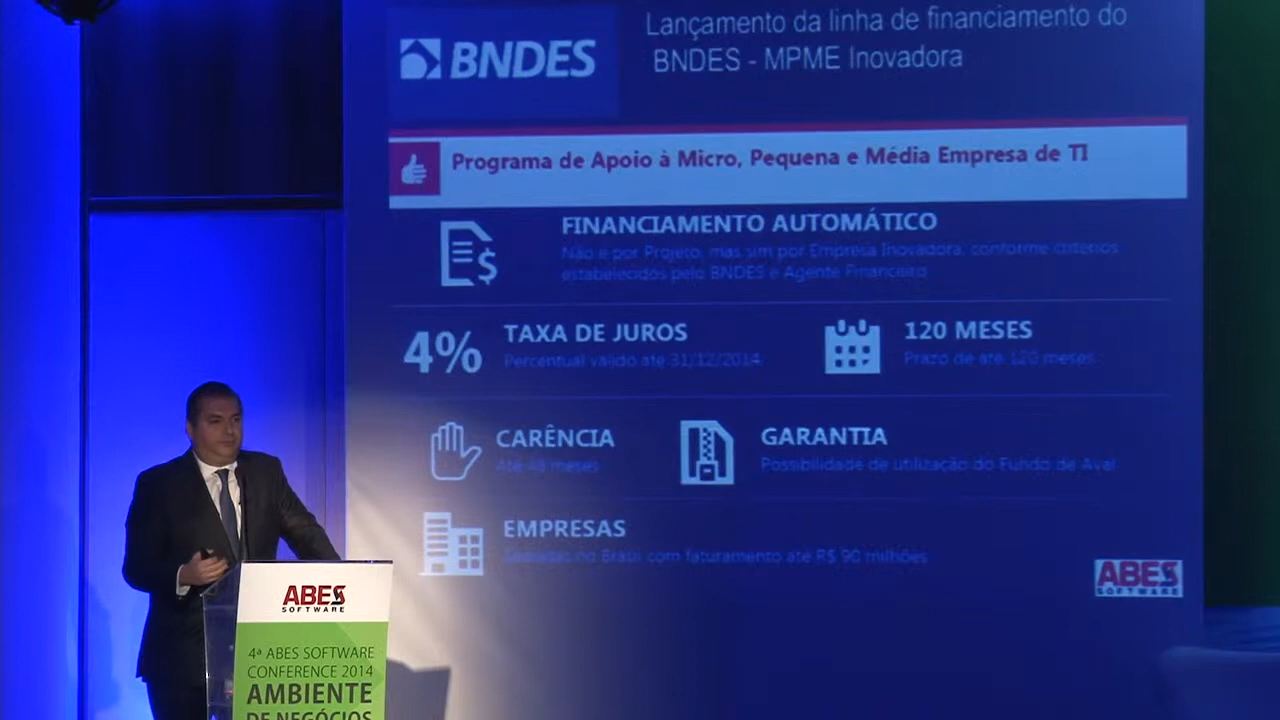 BNDES
Lançamento da linha de financiamento do
BNDES - MPME Inovadora
Programa de Apoio à Micro, Pequena e Média Empresa de TI
FINANCIAMENTO AUTOMÁTICO
Não é por Projeto, mas sim por Empresa Inovadora, conforme critérios
estabelecidos pelo BNDES e Agente Financeiro
4%
TAXA DE JUROS
Percentual válido até 31/12/2014
120 MESES
Prazo de até 120 meses
CARÊNCIA
Até 48 meses
GARANTIA
Possibilidade de utilização do Fundo de Aval
EMPRESAS
no Brasil com faturamento até R$ 90 milhões
ABES
SOFTWARE
ABES
SOFTWARE
4ª ABES SOFTWARE
CONFERENCE 2014
AMBIENTE
DE NEGÓCIOS